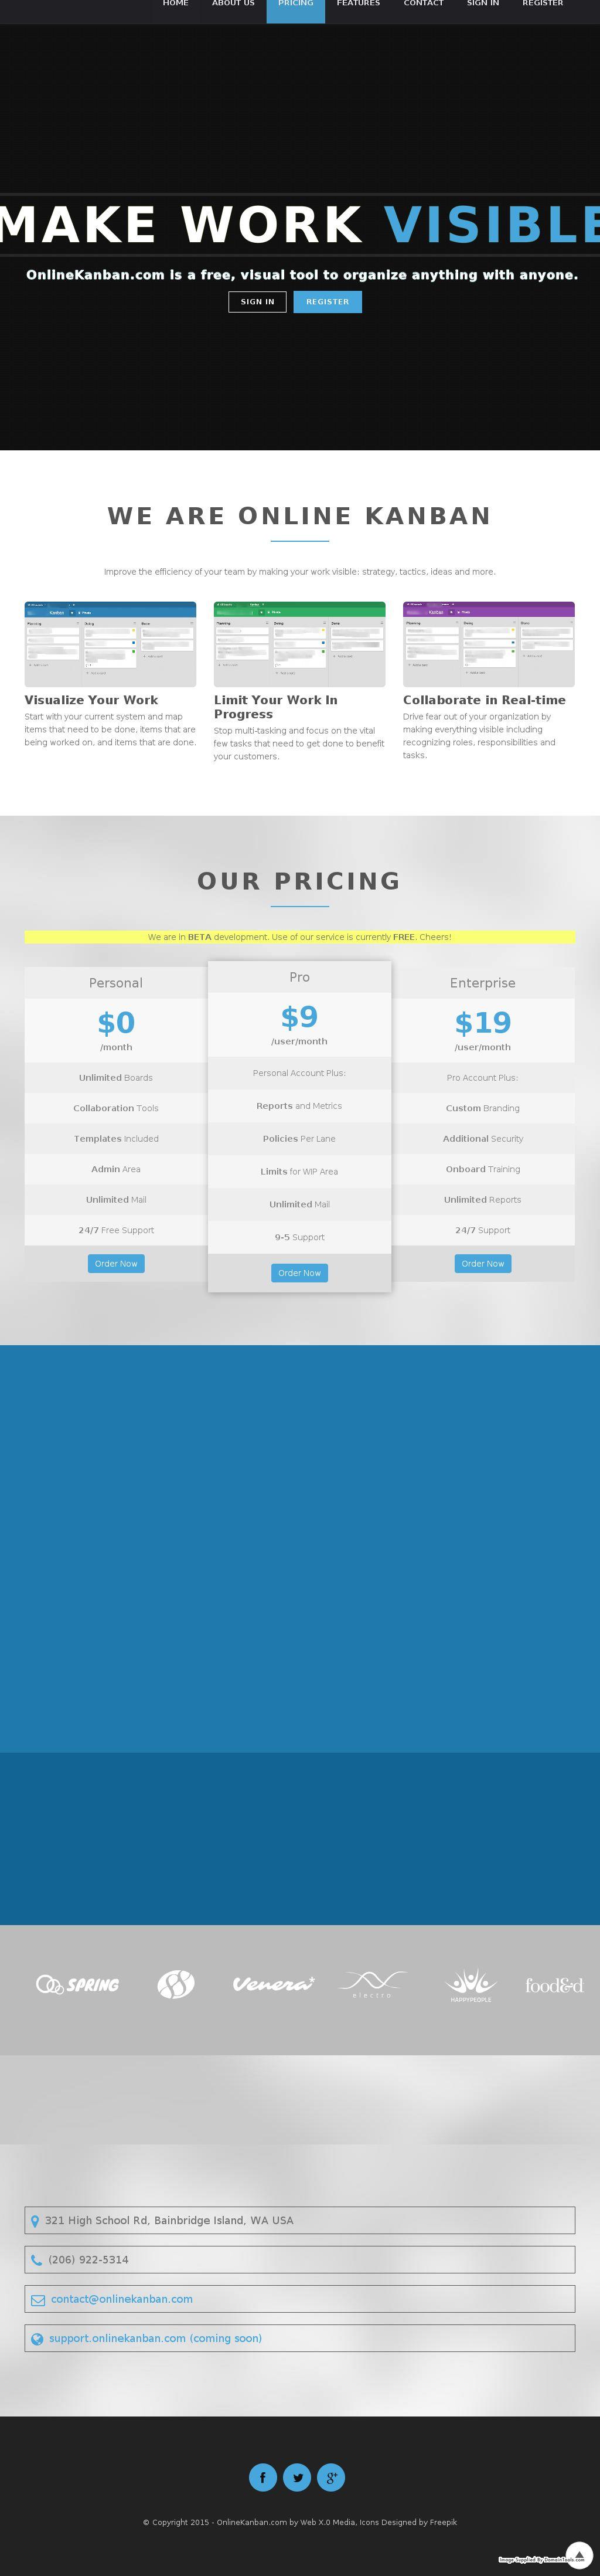 HOME ABOUT US PRICING FEATURES CONTACT SIGN IN REGISTER
MAKE WORK VISIBLE
OnlineKanban.com is a free, visual tool to organize anything with anyone.
SIGN IN REGISTER
WE ARE ONLINE KANBAN
Improve the efficiency of your team by making your work visible: strategy, tactics, ideas and more.
Planning Doing Done
Planning Doing Done
Planning Doing Done
Visualize Your Work
Start with your current system and map
items that need to be done, items that are
being worked on, and items that are done.
Limit Your Work In
Progress
Stop multi-tasking and focus on the vital
few tasks that need to get done to benefit
your customers.
Collaborate in Real-time
Drive fear out of your organization by
making everything visible including
recognizing roles, responsibilities and
tasks.
OUR PRICING
We are in BETA development. Use of our service is currently FREE. Cheers!
Personal
$0
/month
Unlimited Boards
Collaboration Tools
Templates Included
Admin Area
Unlimited Mail
24/7 Free Support
Order Now
Pro
$9
/user/month
Personal Account Plus:
Reports and Metrics
Policies Per Lane
Limits for WIP Area
Unlimited Mail
9-5 Support
Order Now
Enterprise
$19
/user/month
Pro Account Plus:
Custom Branding
Additional Security
Onboard Training
Unlimited Reports
24/7 Support
Order Now
SPRING Venera electro HAPPYPEOPLE food&d
321 High School Rd, Bainbridge Island, WA USA
(206) 922-5314
contact@onlinekanban.com
support.onlinekanban.com (coming soon)
© Copyright 2015 - OnlineKanban.com by Web X.0 Media, Icons Designed by Freepik
Image Supplied By DomainTools.com